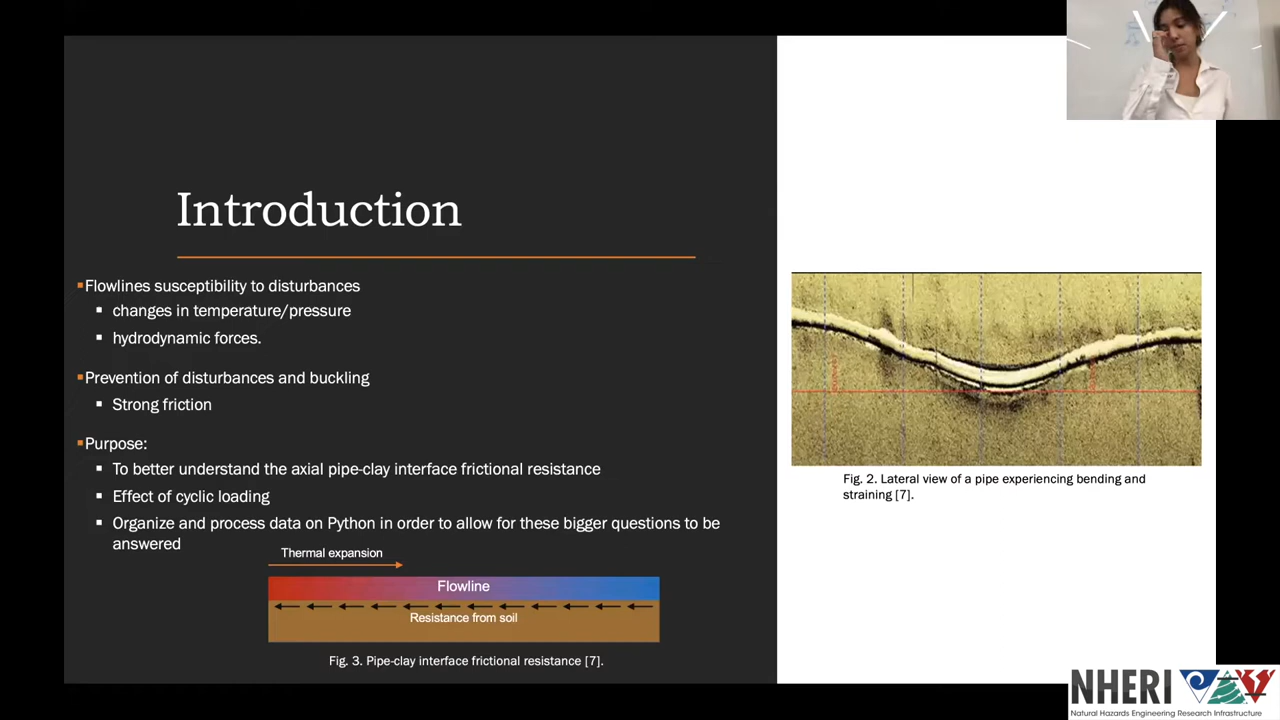 Introduction
▪Flowlines susceptibility to disturbances
▪ changes in temperature/pressure
▪ hydrodynamic forces.
▪Prevention of disturbances and buckling
▪ Strong friction
▪Purpose:
▪ To better understand the axial pipe-clay interface frictional resistance
▪ Effect of cyclic loading
▪ Organize and process data on Python in order to allow for these bigger questions to be
answered
Thermal expansion
Flowline
Resistance from soil
Fig. 3. Pipe-clay interface frictional resistance [7].
Fig. 2. Lateral view of a pipe experiencing bending and
straining [7].
NHERI
Natural Hazards Engineering Research Infrastructure